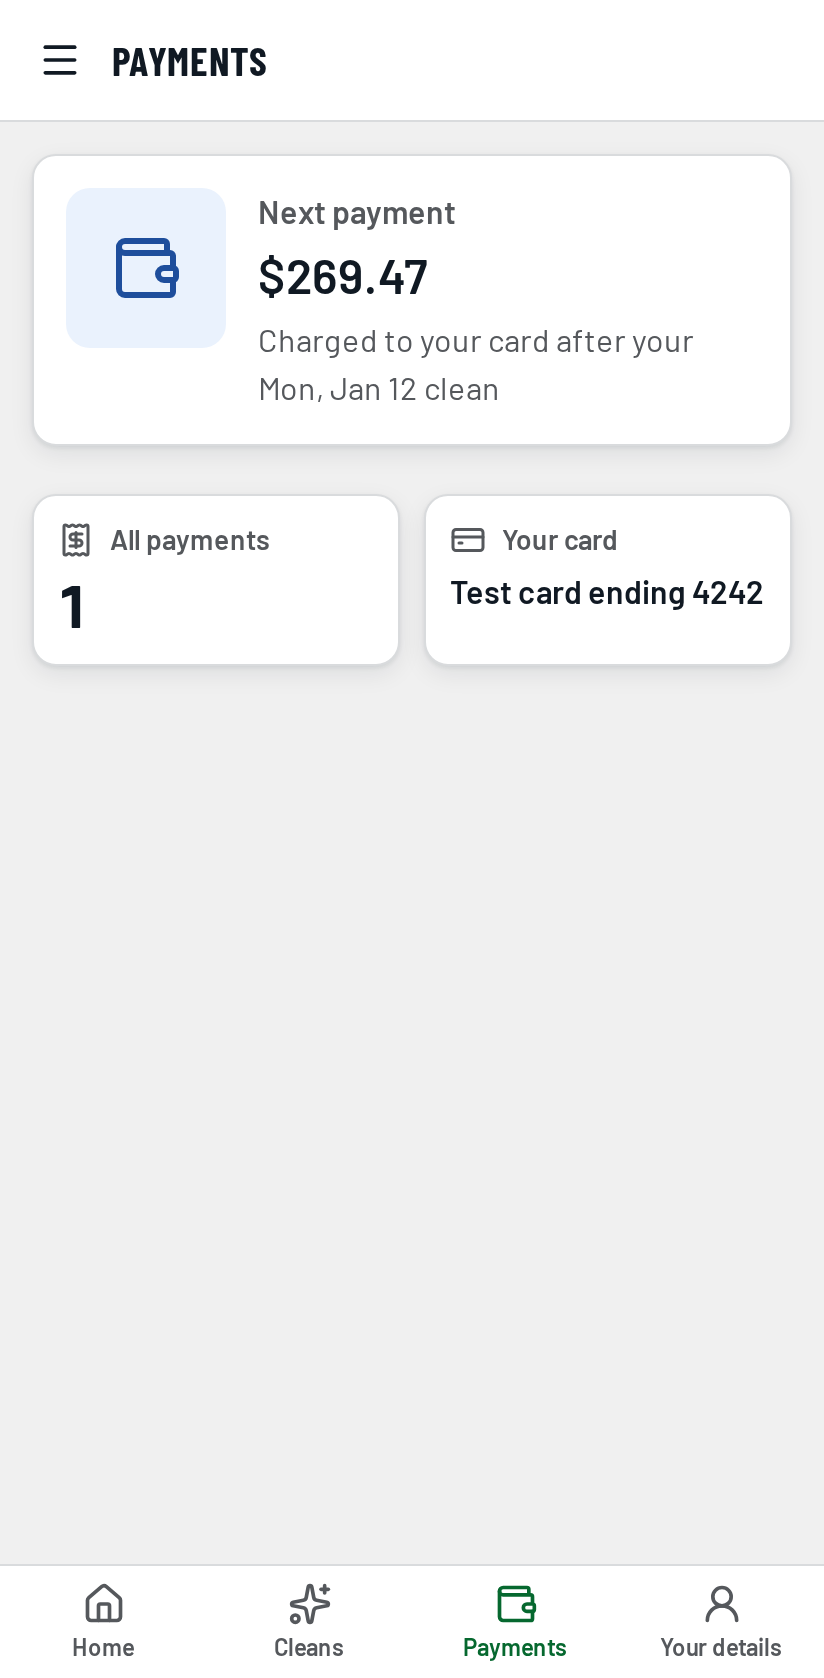 PAYMENTS
Next payment
$269.47
Charged to your card after your
Mon, Jan 12 clean
All payments
1
Your card
Test card ending 4242
Home
Cleans
Payments
Your details